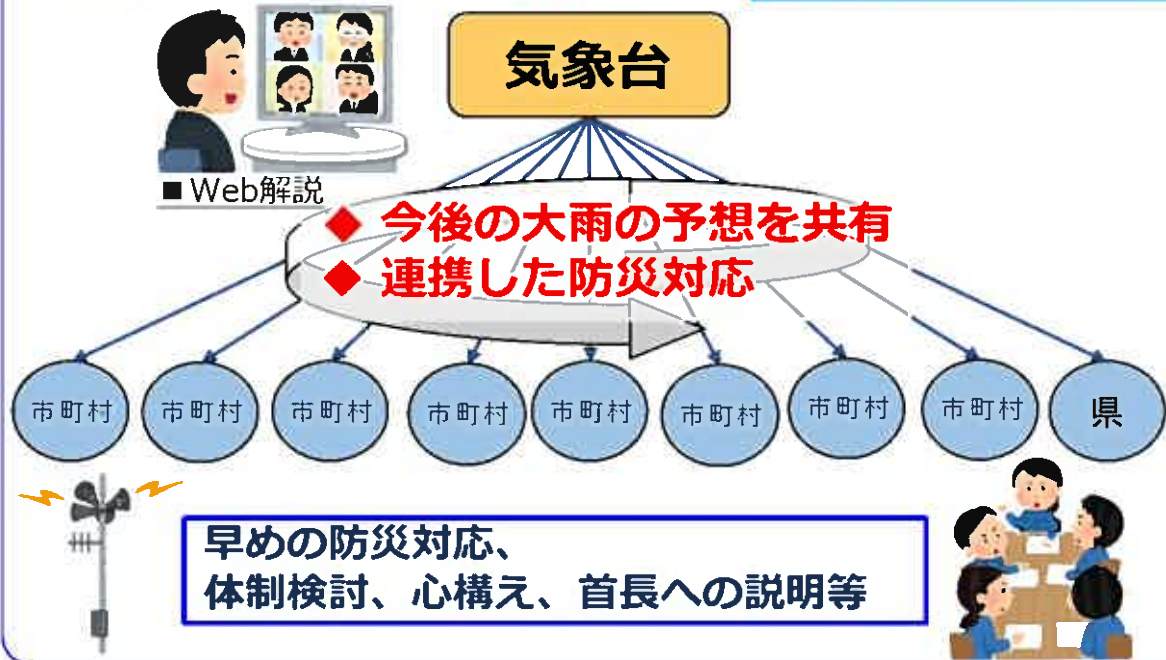 気象台
■Web解説
◆ 今後の大雨の予想を共有
◆ 連携した防災対応
市町村
市町村
市町村
市町村
市町村
市町村
市町村
市町村
県
早めの防災対応、
体制検討、心構え、首長への説明等